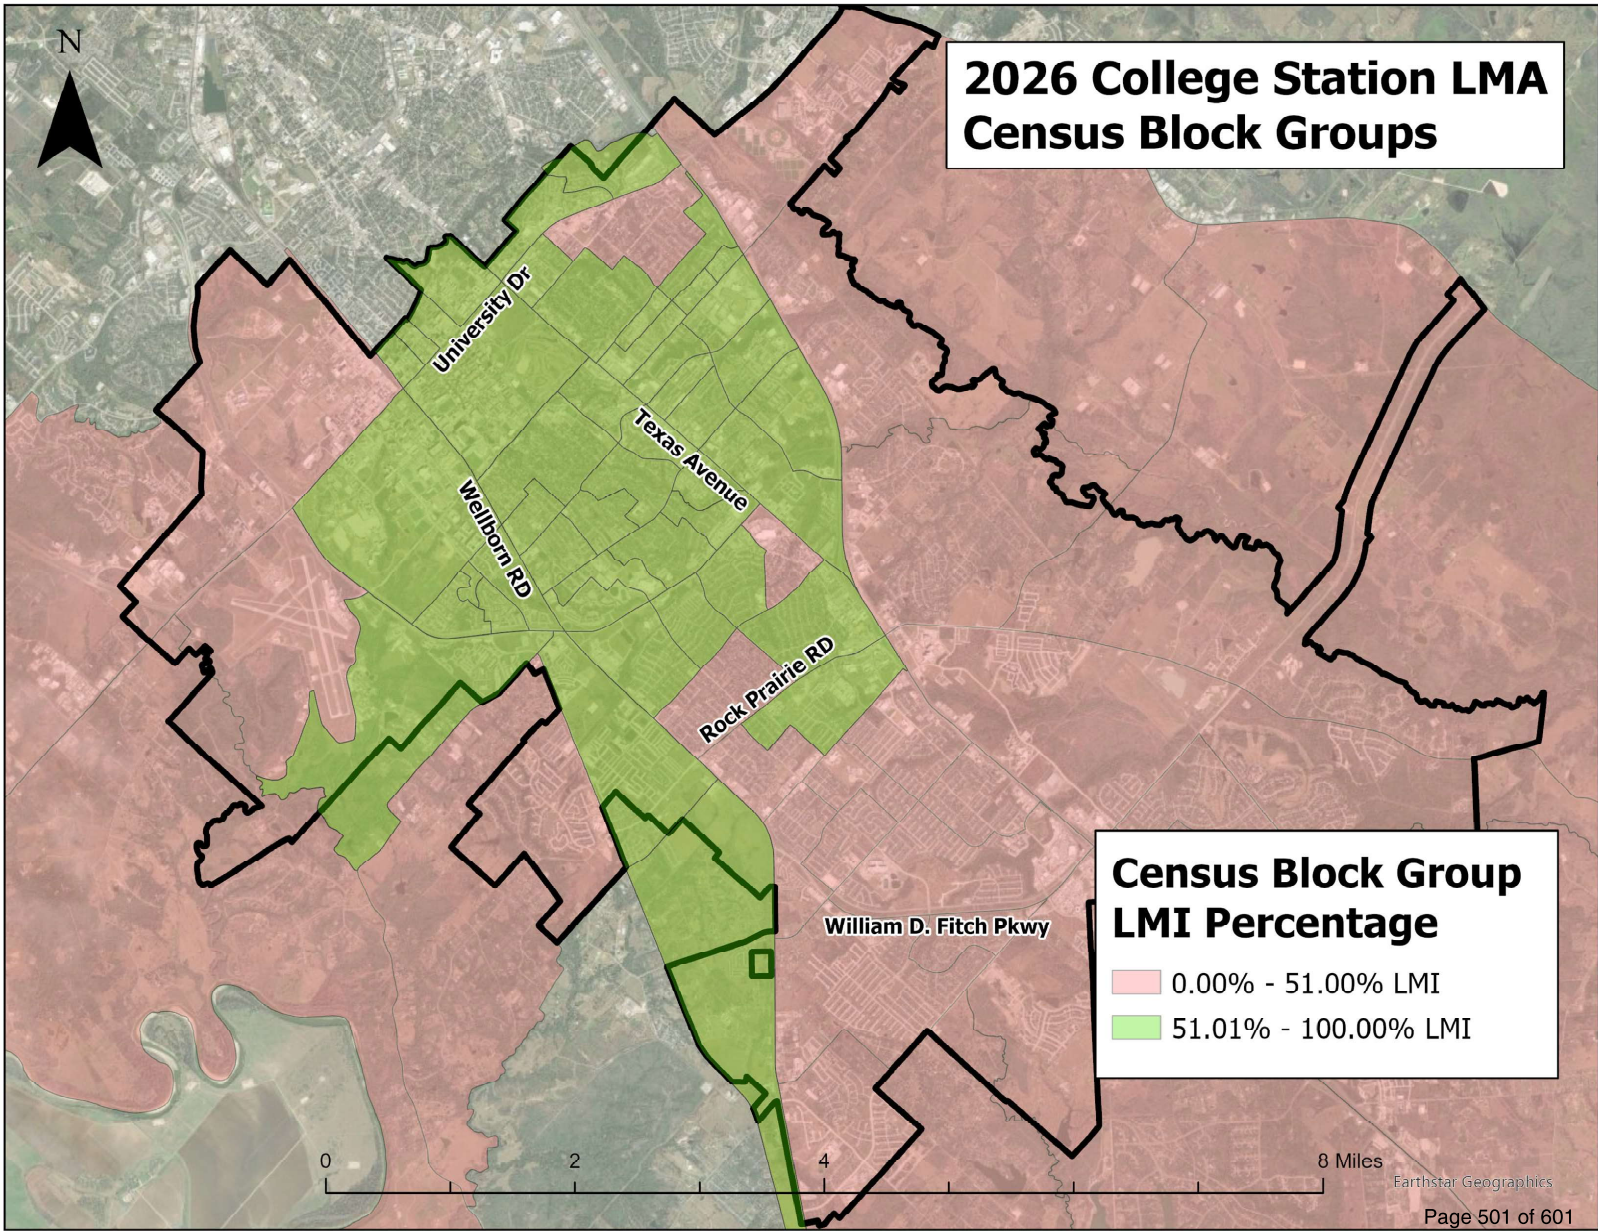 N
2026 College Station LMA
Census Block Groups
University Dr
Texas Avenue
Wellborn RD
Rock Prairie RD
William D. Fitch Pkwy
Census Block Group
LMI Percentage
0.00% - 51.00% LMI
51.01% - 100.00% LMI
0 2 4 8 Miles
Earthstar Geographics
Page 501 of 601